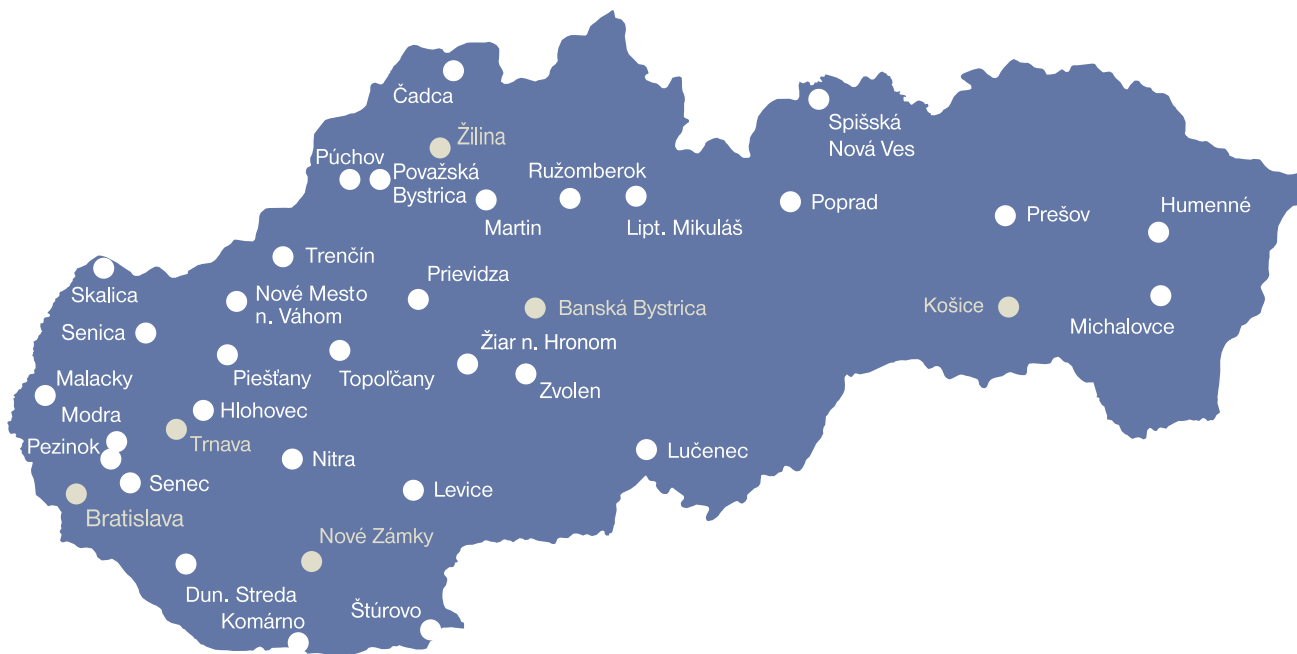 Čadca
Žilina
Spišská
Nová Ves
Púchov
Považská
Bystrica
Ružomberok
Martin
Lipt. Mikuláš
Poprad
Prešov
Humenné
Trenčín
Prievidza
Skalica
Nové Mesto
n. Váhom
Banská Bystrica
Košice
Michalovce
Senica
Žiar n. Hronom
Piešťany
Topoľčany
Zvolen
Malacky
Modra
Hlohovec
Pezinok
Trnava
Nitra
Lučenec
Senec
Levice
Bratislava
Nové Zámky
Dun. Streda
Komárno
Štúrovo